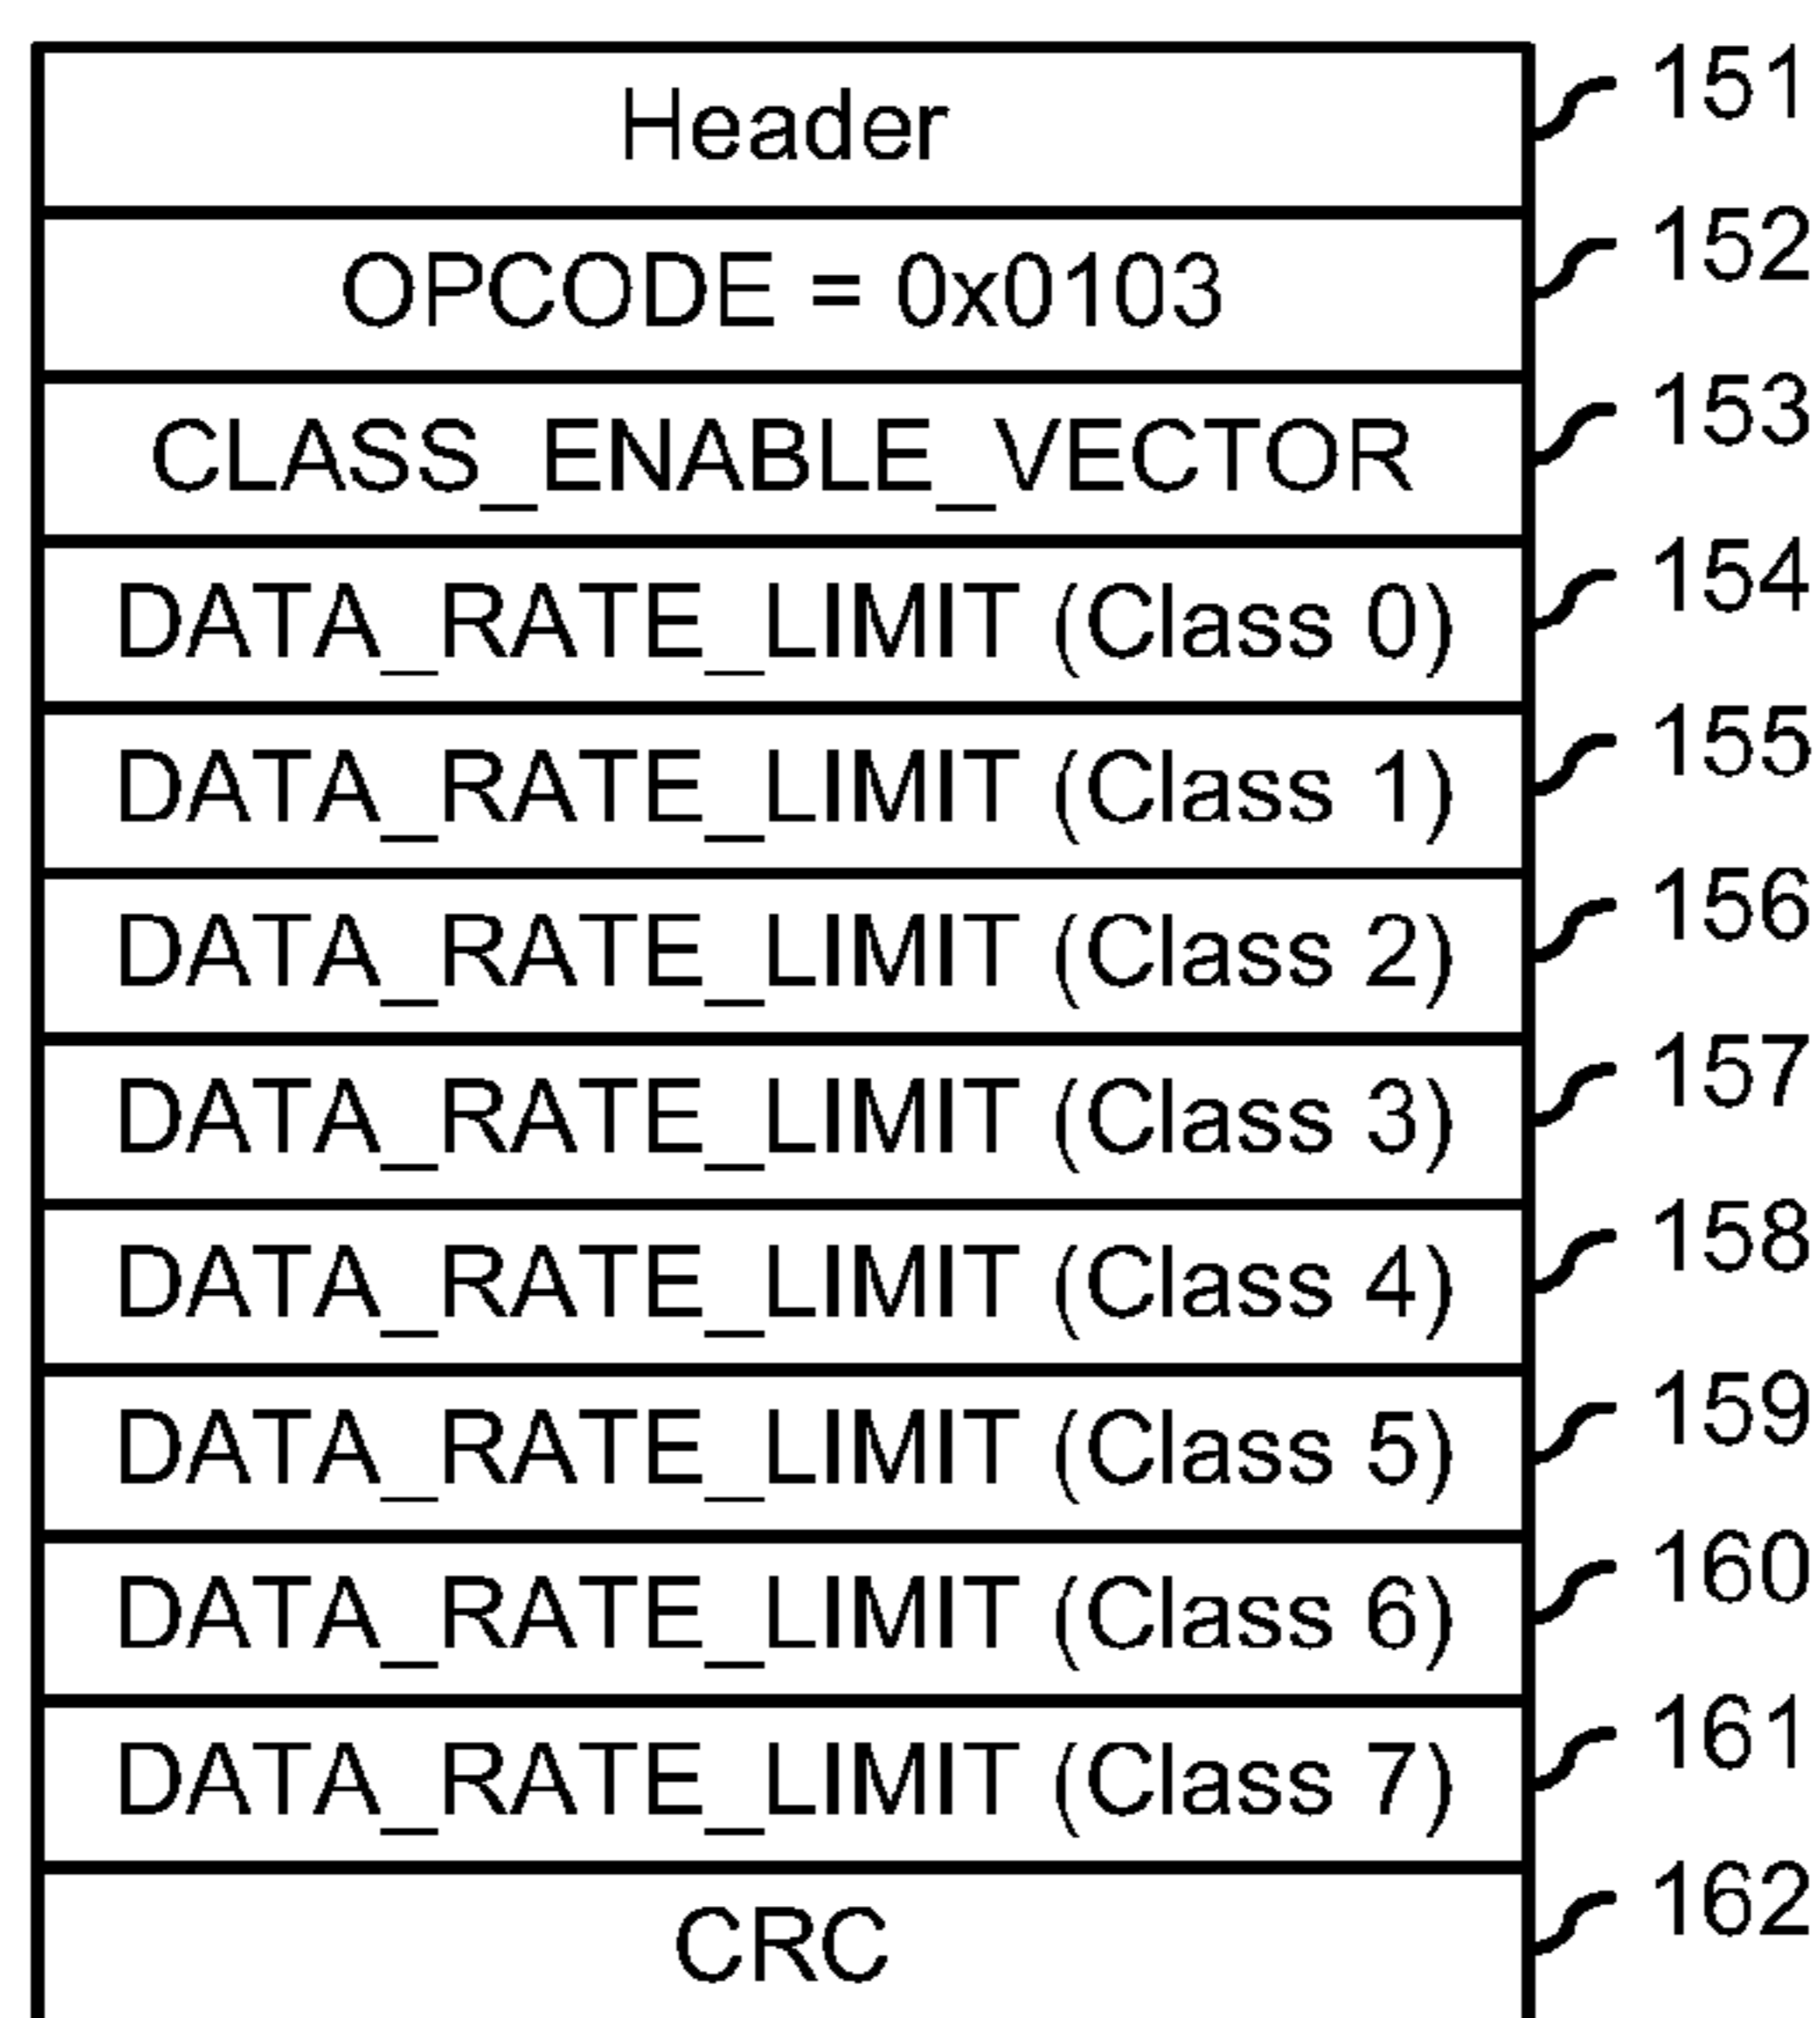 Header 151
OPCODE = 0x0103 152
CLASS_ENABLE_VECTOR 153
DATA_RATE_LIMIT (Class 0) 154
DATA_RATE_LIMIT (Class 1) 155
DATA_RATE_LIMIT (Class 2) 156
DATA_RATE_LIMIT (Class 3) 157
DATA_RATE_LIMIT (Class 4) 158
DATA_RATE_LIMIT (Class 5) 159
DATA_RATE_LIMIT (Class 6) 160
DATA_RATE_LIMIT (Class 7) 161
CRC 162